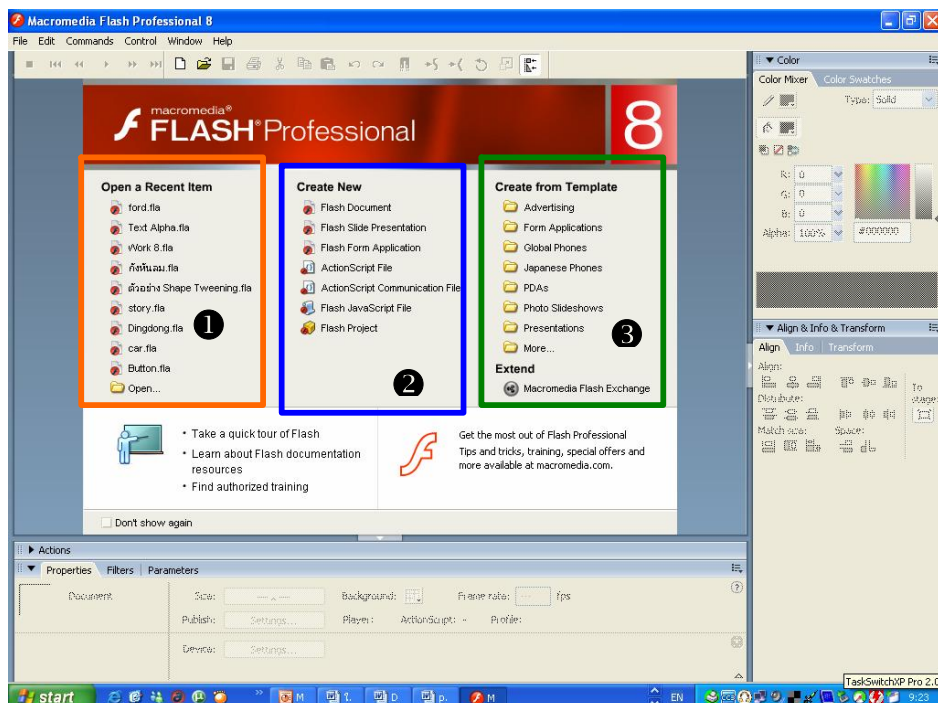 Macromedia Flash Professional 8
File Edit Commands Control Window Help
macromedia®
FLASH® Professional 8
Open a Recent Item
ford.fla
Text Alpha.fla
Work 8.fla
กังหันลม.fla
ตัวอย่าง Shape Tweening.fla
story.fla
Dingdong.fla
car.fla
Button.fla
Open...
1
Create New
Flash Document
Flash Slide Presentation
Flash Form Application
ActionScript File
ActionScript Communication File
Flash JavaScript File
Flash Project
2
Create from Template
Advertising
Form Applications
Global Phones
Japanese Phones
PDAs
Photo Slideshows
Presentations
More...
3
Extend
Macromedia Flash Exchange
• Take a quick tour of Flash
• Learn about Flash documentation
resources
• Find authorized training
Get the most out of Flash Professional
Tips and tricks, training, special offers and
more available at macromedia.com.
Don't show again
Color
Color Mixer Color Swatches
Type: Solid
R: 0
G: 0
B: 0
Alpha: 100% #000000
Align & Info & Transform
Align Info Transform
Align:
To
Distribute: stage:
Match size: Space:
Actions
Properties Filters Parameters
Document Size: Background: Frame rate: fps
Publish: Settings... Player: ActionScript: - Profile:
Device: Settings...
TaskSwitchXP Pro 2.0
start M 1. D p. M EN 9:23